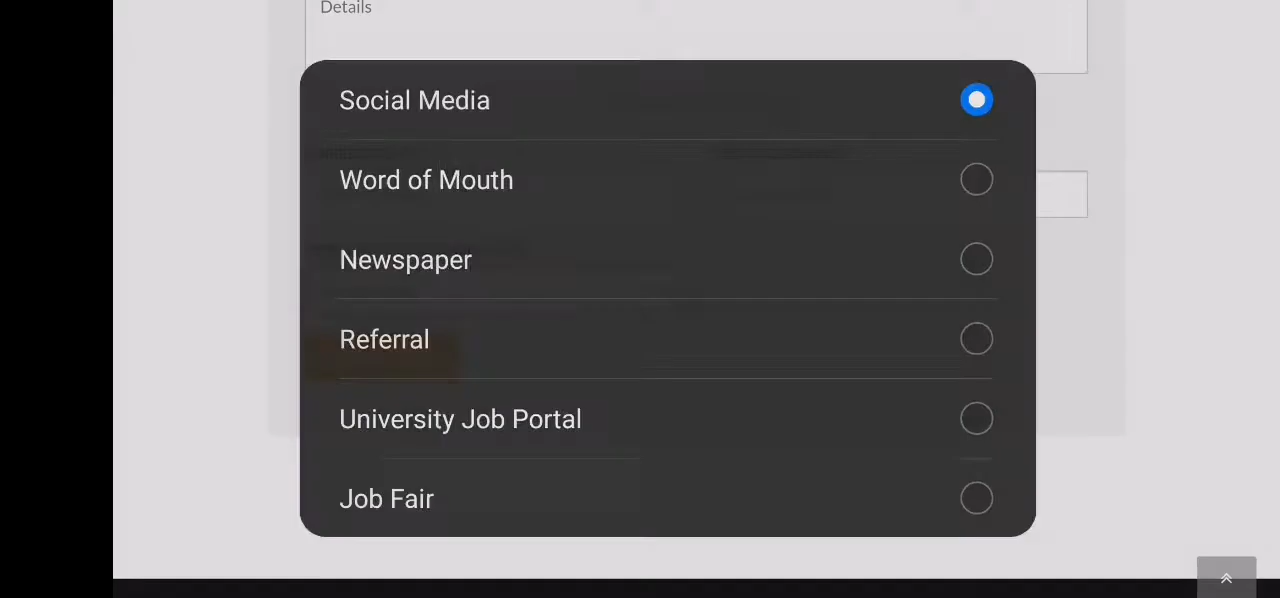 Details
Social Media
Word of Mouth
Newspaper
Referral
University Job Portal
Job Fair